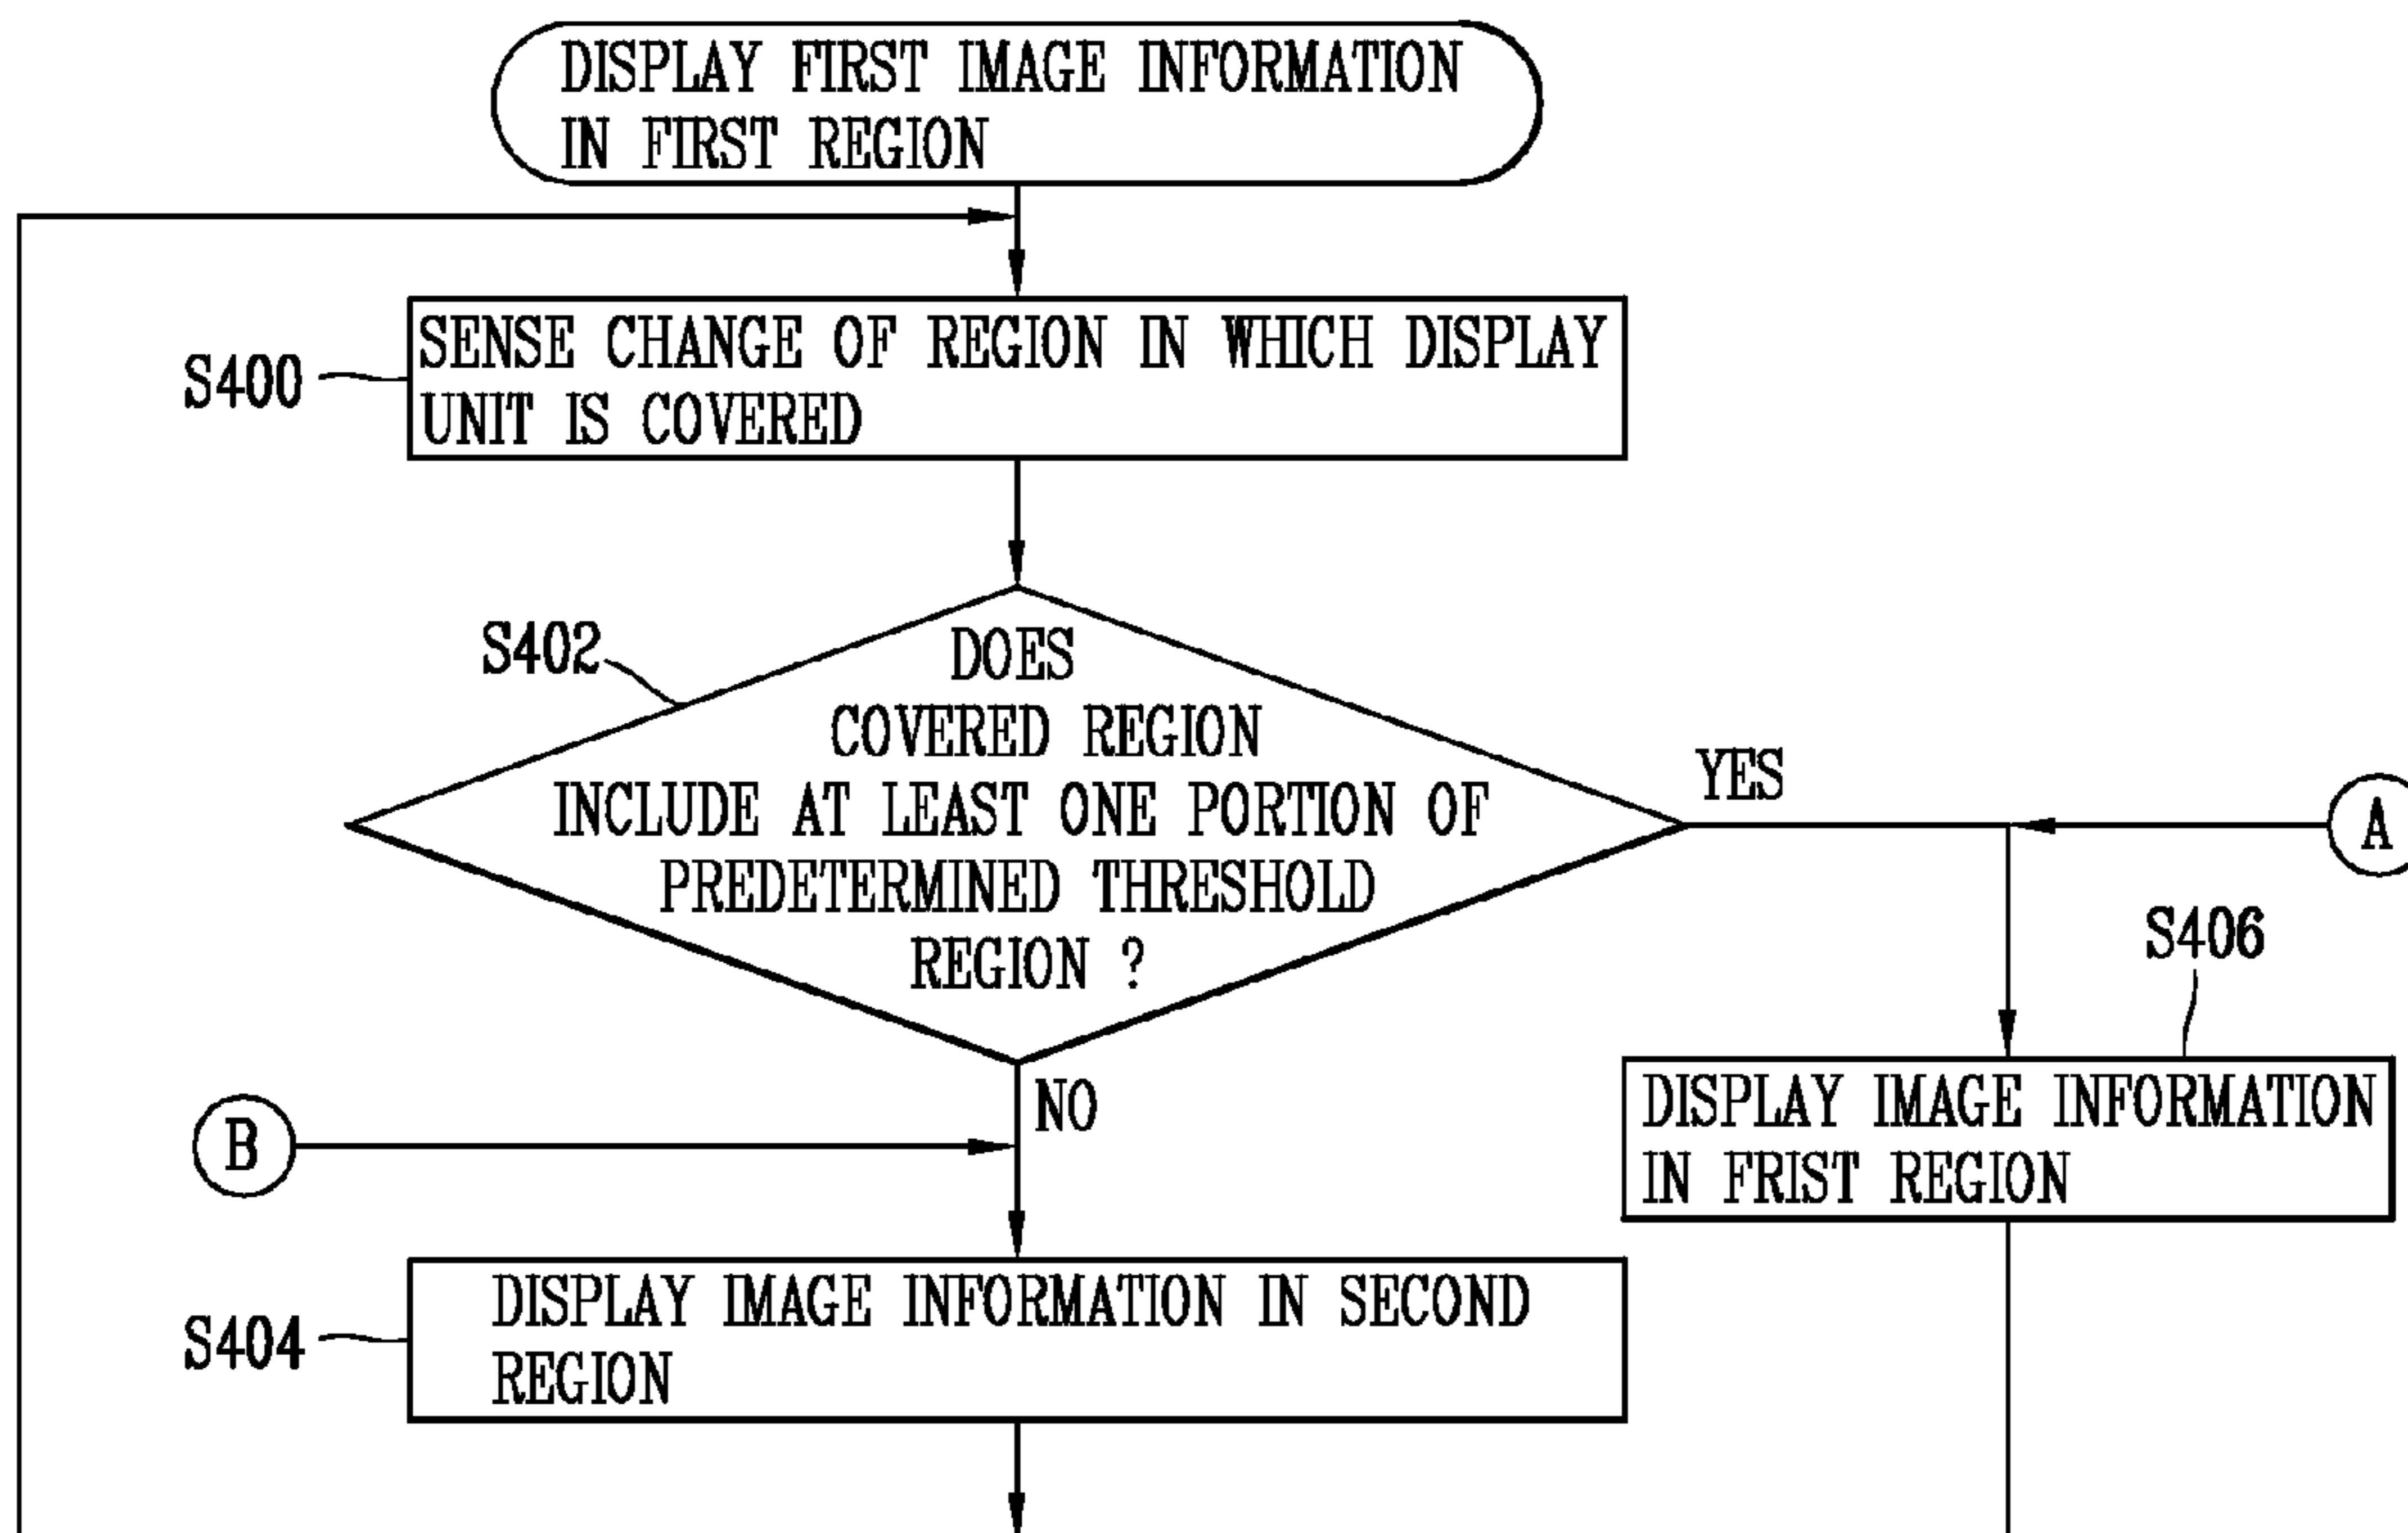 DISPLAY FIRST IMAGE INFORMATION
IN FIRST REGION
SENSE CHANGE OF REGION IN WHICH DISPLAY
UNIT IS COVERED
S400
S402
DOES
COVERED REGION
INCLUDE AT LEAST ONE PORTION OF
PREDETERMINED THRESHOLD
REGION ?
YES
A
S406
NO
B
DISPLAY IMAGE INFORMATION
IN FRIST REGION
DISPLAY IMAGE INFORMATION IN SECOND
REGION
S404